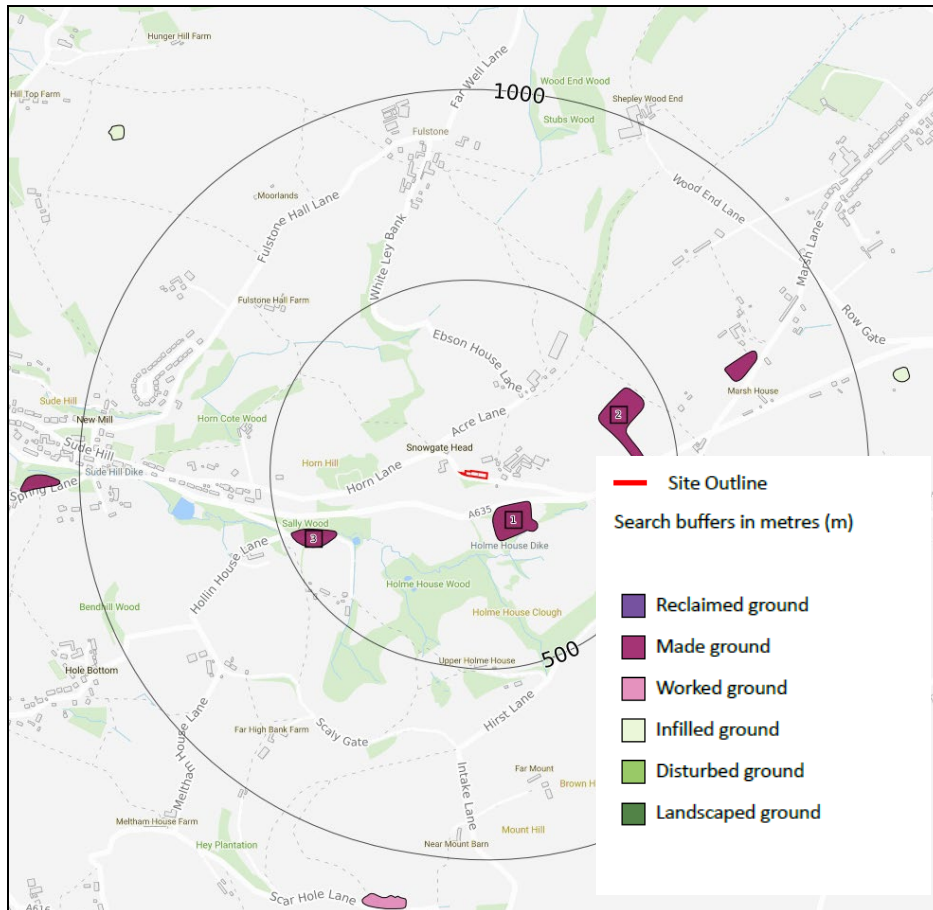 Hunger Hill Farm
Hill Top Farm
Far Well Lane
1000
Wood End Wood
Stubs Wood
Shepley Wood End
Fulstone
Moorlands
Fulstone Hall Lane
White Ley Bank
Wood End Lane
Marsh Lane
Row Gate
Fulstone Hall Farm
Ebson House Lane
Marsh House
Sude Hill
New Mill
Horn Cote Wood
Acre Lane
2
Sude Hill
Snowgate Head
Horn Hill
Horn Lane
Sude Hill Dike
Spring Lane
A635
1
Sally Wood
3
Holme House Dike
Hollin House Lane
Holme House Wood
Bendhill Wood
Holme House Clough
Upper Holme House
500
Hole Bottom
Hirst Lane
Scaly Gate
Far High Bank Farm
Meltham House Lane
Intake Lane
Far Mount
Brown H
Mount Hill
Meltham House Farm
Near Mount Barn
Hey Plantation
Scar Hole Lane
A616
Site Outline
Search buffers in metres (m)
Reclaimed ground
Made ground
Worked ground
Infilled ground
Disturbed ground
Landscaped ground